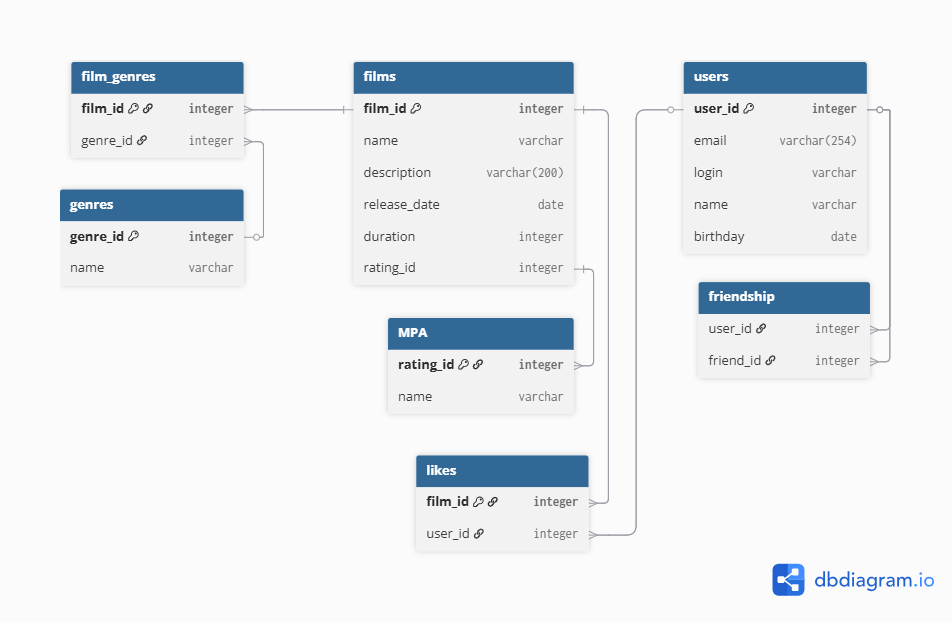 film_genres
film_id integer
genre_id integer
genres
genre_id integer
name varchar
films
film_id integer
name varchar
description varchar(200)
release_date date
duration integer
rating_id integer
MPA
rating_id integer
name varchar
likes
film_id integer
user_id integer
users
user_id integer
email varchar(254)
login varchar
name varchar
birthday date
friendship
user_id integer
friend_id integer
dbdiagram.io